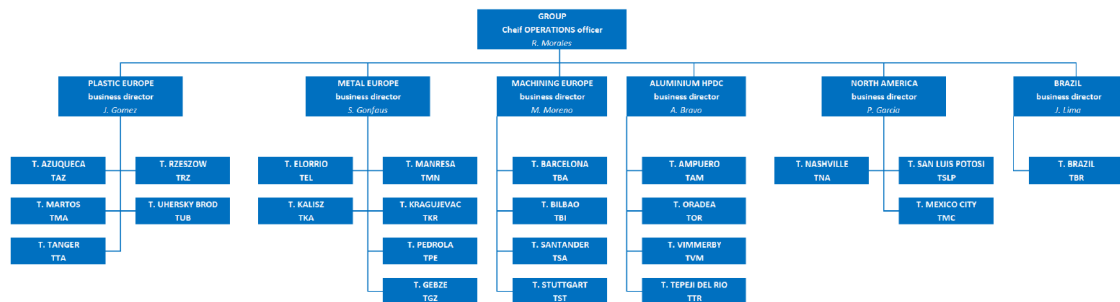 GROUP
Cheif OPERATIONS officer
R. Morales
PLASTIC EUROPE
business director
J. Gomez
METAL EUROPE
business director
S. Gonfaus
MACHINING EUROPE
business director
M. Moreno
ALUMINIUM HPDC
business director
A. Bravo
NORTH AMERICA
business director
P. Garcia
BRAZIL
business director
J. Lima
T. AZUQUECA
TAZ
T. RZESZOW
TRZ
T. MARTOS
TMA
T. UHERSKY BROD
TUB
T. TANGER
TTA
T. ELORRIO
TEL
T. MANRESA
TMN
T. KALISZ
TKA
T. KRAGUJEVAC
TKR
T. PEDROLA
TPE
T. GEBZE
TGZ
T. BARCELONA
TBA
T. BILBAO
TBI
T. SANTANDER
TSA
T. STUTTGART
TST
T. AMPUERO
TAM
T. ORADEA
TOR
T. VIMMERBY
TVM
T. TEPEJI DEL RIO
TTR
T. NASHVILLE
TNA
T. SAN LUIS POTOSI
TSLP
T. MEXICO CITY
TMC
T. BRAZIL
TBR